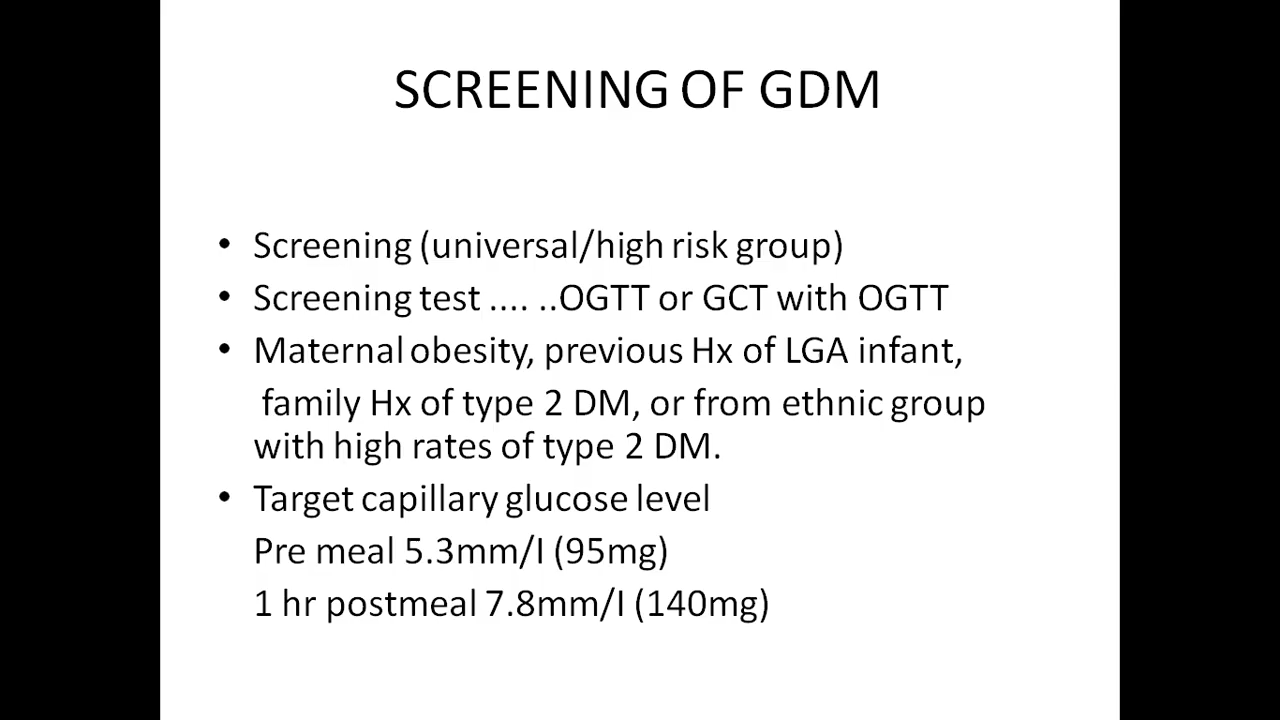 SCREENING OF GDM
• Screening (universal/high risk group)
• Screening test .... ..OGTT or GCT with OGTT
• Maternal obesity, previous Hx of LGA infant,
family Hx of type 2 DM, or from ethnic group
with high rates of type 2 DM.
• Target capillary glucose level
Pre meal 5.3mm/l (95mg)
1 hr postmeal 7.8mm/l (140mg)